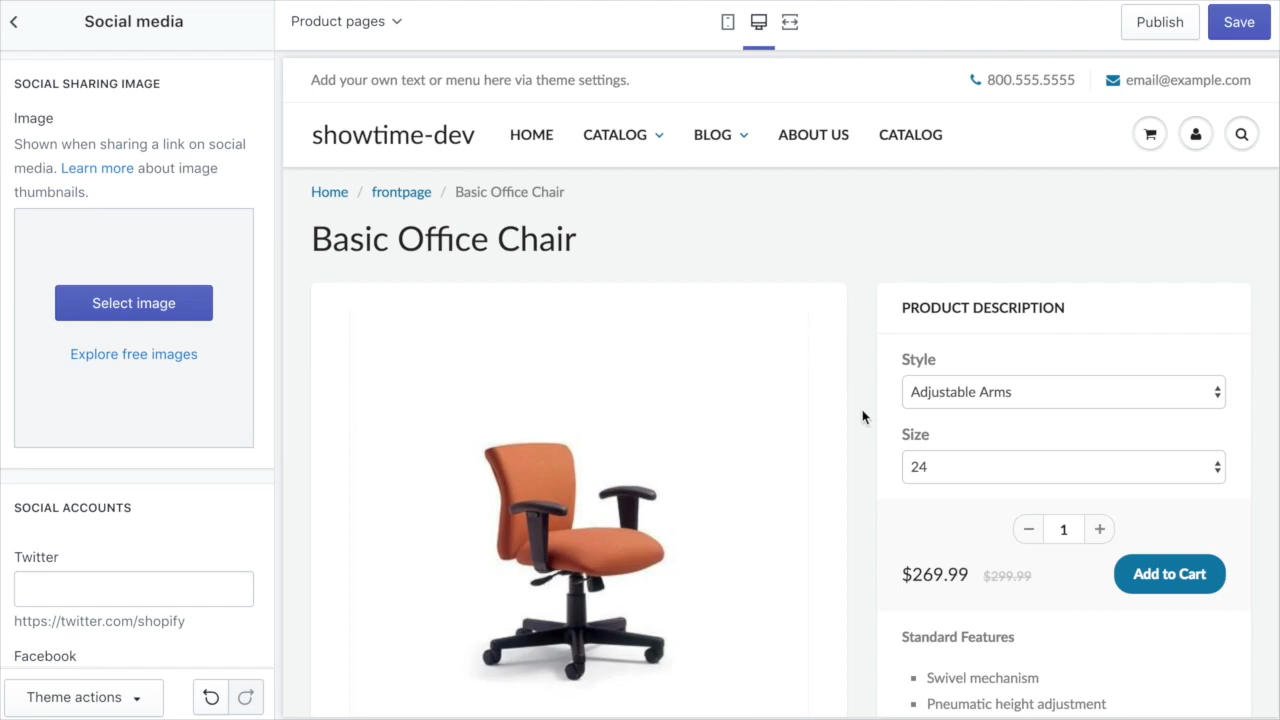 Social media
Product pages
Publish
Save
SOCIAL SHARING IMAGE
Image
Shown when sharing a link on social
media. Learn more about image
thumbnails.
Select image
Explore free images
SOCIAL ACCOUNTS
Twitter
https://twitter.com/shopify
Facebook
Theme actions
Add your own text or menu here via theme settings.
800.555.5555
email@example.com
showtime-dev
HOME
CATALOG
BLOG
ABOUT US
CATALOG
Home / frontpage / Basic Office Chair
Basic Office Chair
PRODUCT DESCRIPTION
Style
Adjustable Arms
Size
24
1
$269.99 $299.99
Add to Cart
Standard Features
Swivel mechanism
Pneumatic height adjustment